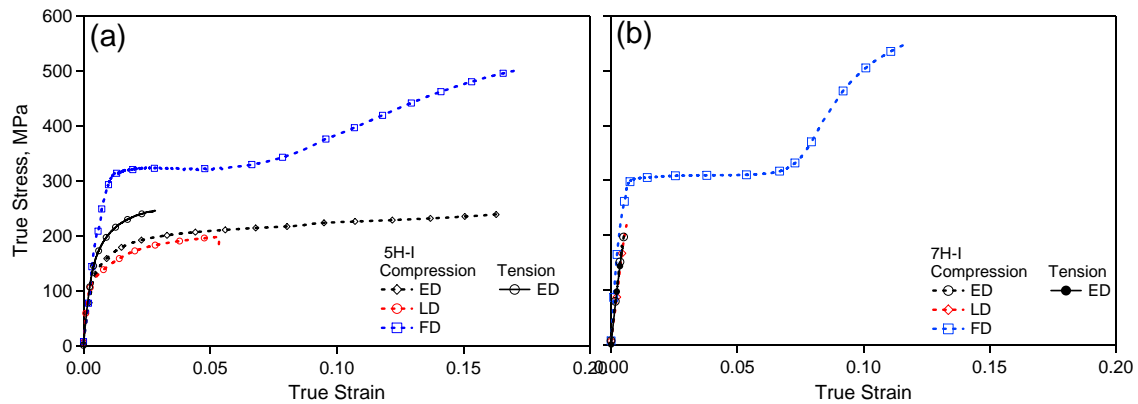 (a)
600
500
400
300
200
100
0
True Stress, MPa
0.00
0.05
0.10
0.15
0.20
True Strain
5H-I
Compression
Tension
ED
ED
LD
FD
(b)
0.00
0.05
0.10
0.15
0.20
True Strain
7H-I
Compression
Tension
ED
ED
LD
FD